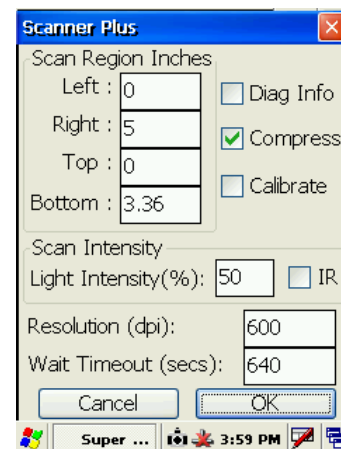 Scanner Plus
Scan Region Inches
Left : 0
Diag Info
Right : 5
Compress
Top : 0
Calibrate
Bottom : 3.36
Scan Intensity
Light Intensity(%): 50 IR
Resolution (dpi): 600
Wait Timeout (secs): 640
Cancel OK
Super ... 3:59 PM